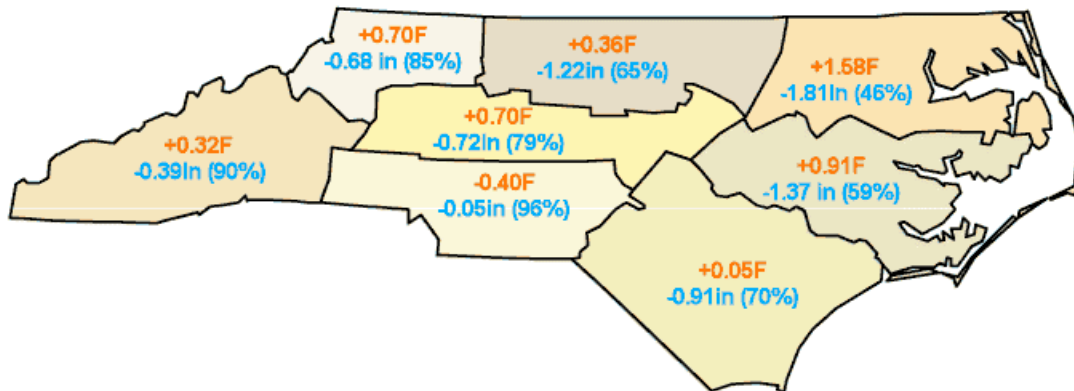 +0.70F
-0.68 in (85%)
+0.36F
-1.22in (65%)
+1.58F
-1.81in (46%)
+0.32F
-0.39in (90%)
+0.70F
-0.72in (79%)
+0.91F
-1.37 in (59%)
-0.40F
-0.05in (96%)
+0.05F
-0.91in (70%)